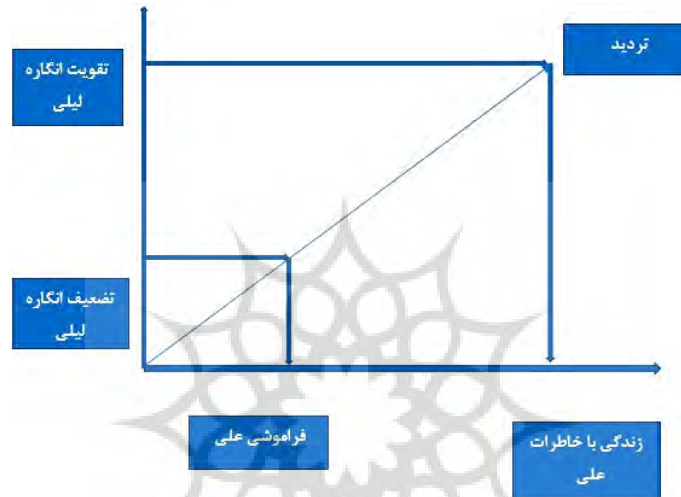 تردید
تقویت انگاره
لیلی
تضعیف انگاره
لیلی
فراموشی علی
زندگی با خاطرات
علی